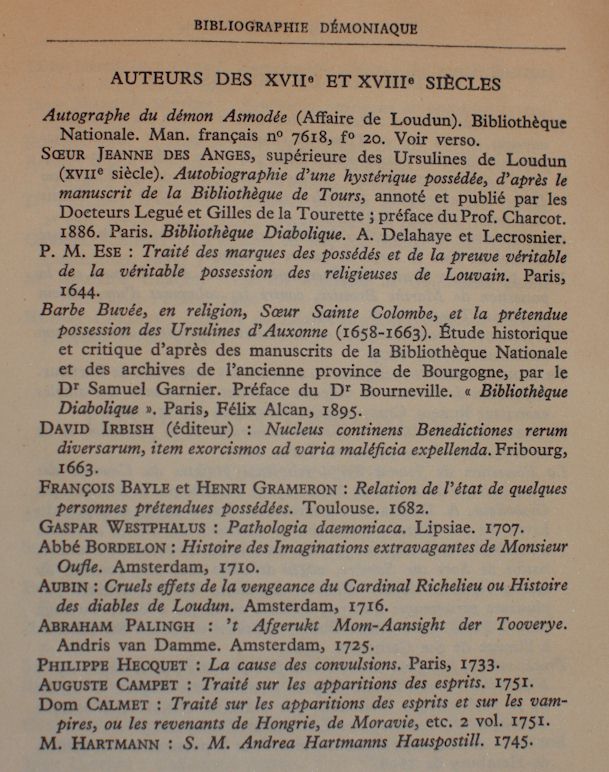 BIBLIOGRAPHIE DÉMONIAQUE
AUTEURS DES XVIIe ET XVIIIe SIÈCLES
Autographe du démon Asmodée (Affaire de Loudun). Bibliothèque
Nationale. Man. français no 7618, fo 20. Voir verso.
SŒUR JEANNE DES ANGES, supérieure des Ursulines de Loudun
(XVIIe siècle). Autobiographie d'une hystérique possédée, d'après le
manuscrit de la Bibliothèque de Tours, annoté et publié par les
Docteurs Legué et Gilles de la Tourette ; préface du Prof. Charcot.
1886. Paris. Bibliothèque Diabolique. A. Delahaye et Lecrosnier.
P. M. ESE : Traité des marques des possédés et de la preuve véritable
de la véritable possession des religieuses de Louvain. Paris,
1644.
Barbe Buvée, en religion, Sœur Sainte Colombe, et la prétendue
possession des Ursulines d'Auxonne (1658-1663). Étude historique
et critique d'après des manuscrits de la Bibliothèque Nationale
et des archives de l'ancienne province de Bourgogne, par le
Dr Samuel Garnier. Préface du Dr Bourneville. « Bibliothèque
Diabolique ». Paris, Félix Alcan, 1895.
DAVID IRBISH (éditeur) : Nucleus continens Benedictiones rerum
diversarum, item exorcismos ad varia maléficia expellenda. Fribourg,
1663.
FRANÇOIS BAYLE et HENRI GRAMERON : Relation de l'état de quelques
personnes prétendues possédées. Toulouse. 1682.
GASPAR WESTPHALUS : Pathologia daemoniaca. Lipsiae. 1707.
Abbé BORDELON : Histoire des Imaginations extravagantes de Monsieur
Oufle. Amsterdam, 1710.
AUBIN : Cruels effets de la vengeance du Cardinal Richelieu ou Histoire
des diables de Loudun. Amsterdam, 1716.
ABRAHAM PALINGH : 't Afgerukt Mom-Aansight der Tooverye.
Andris van Damme. Amsterdam, 1725.
PHILIPPE HECQUET : La cause des convulsions. Paris, 1733.
AUGUSTE CAMPET : Traité sur les apparitions des esprits. 1751.
Dom CALMET : Traité sur les apparitions des esprits et sur les vam-
pires, ou les revenants de Hongrie, de Moravie, etc. 2 vol. 1751.
M. HARTMANN : S. M. Andrea Hartmanns Hauspostill. 1745.